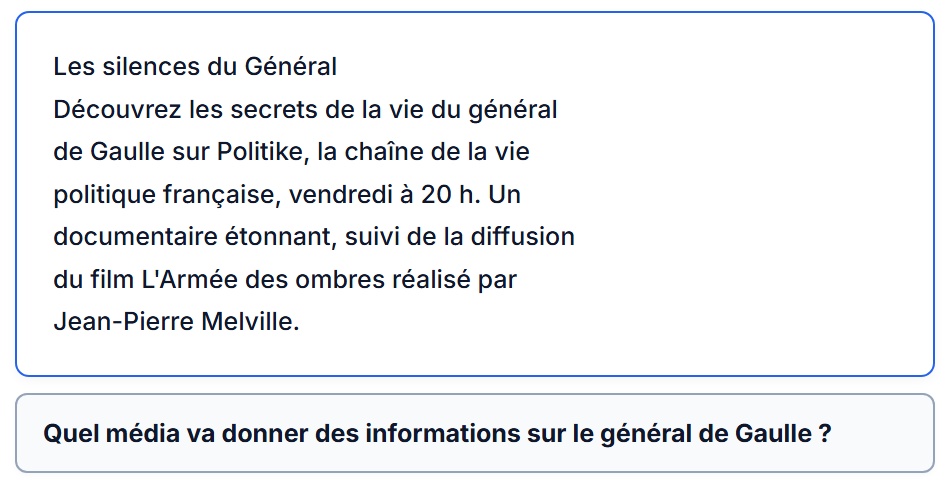 Les silences du Général
Découvrez les secrets de la vie du général
de Gaulle sur Politike, la chaîne de la vie
politique française, vendredi à 20 h. Un
documentaire étonnant, suivi de la diffusion
du film L'Armée des ombres réalisé par
Jean-Pierre Melville.
Quel média va donner des informations sur le général de Gaulle ?